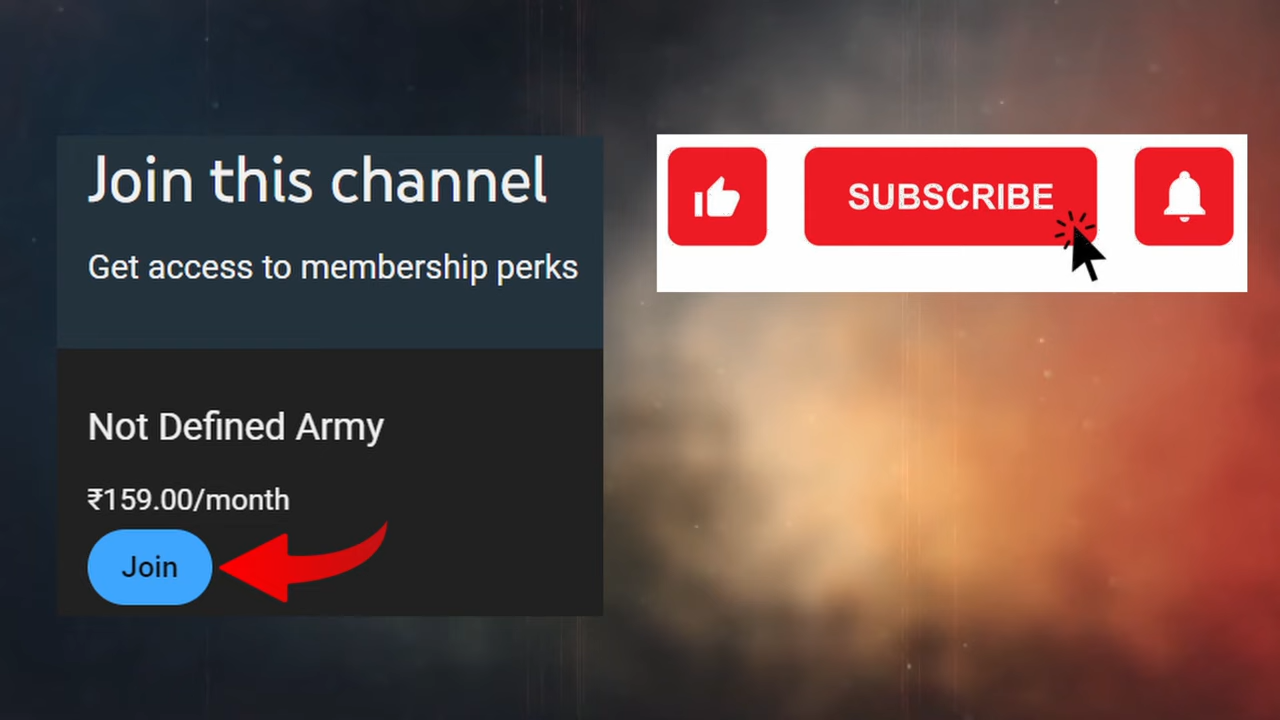 Join this channel
Get access to membership perks
Not Defined Army
₹159.00/month
Join
SUBSCRIBE